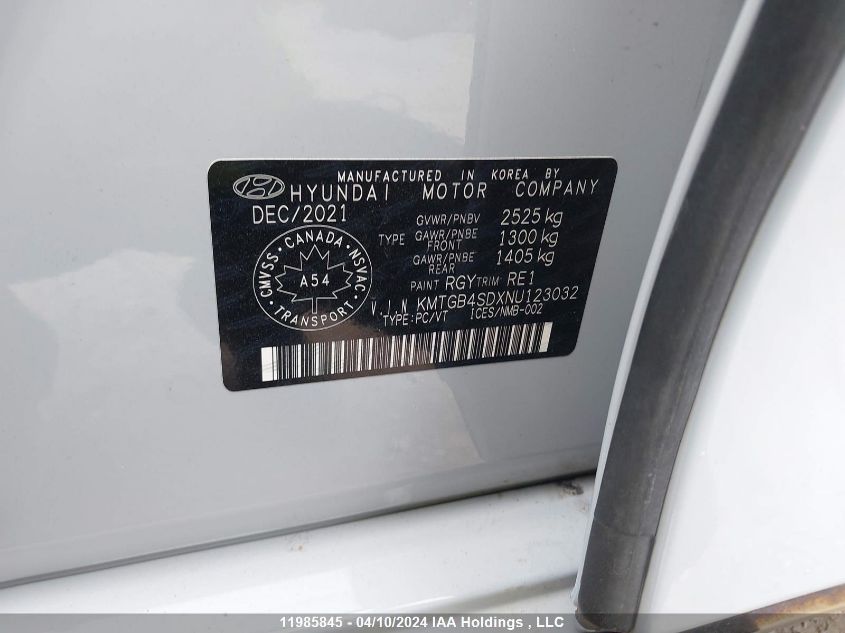 MANUFACTURED IN KOREA BY
HYUNDAI MOTOR COMPANY
DEC/2021
GVWR/PNBV 2525 kg
TYPE GAWR/PNBE FRONT 1300 kg
GAWR/PNBE REAR 1405 kg
PAINT RGY TRIM RE1
V.I.N KMTGB4SDXNU123032
TYPE:PC/VT ICES/NMB-002
CMVSS · CANADA · NSVAC
A54
· TRANSPORT ·
11985845 - 04/10/2024 IAA Holdings , LLC